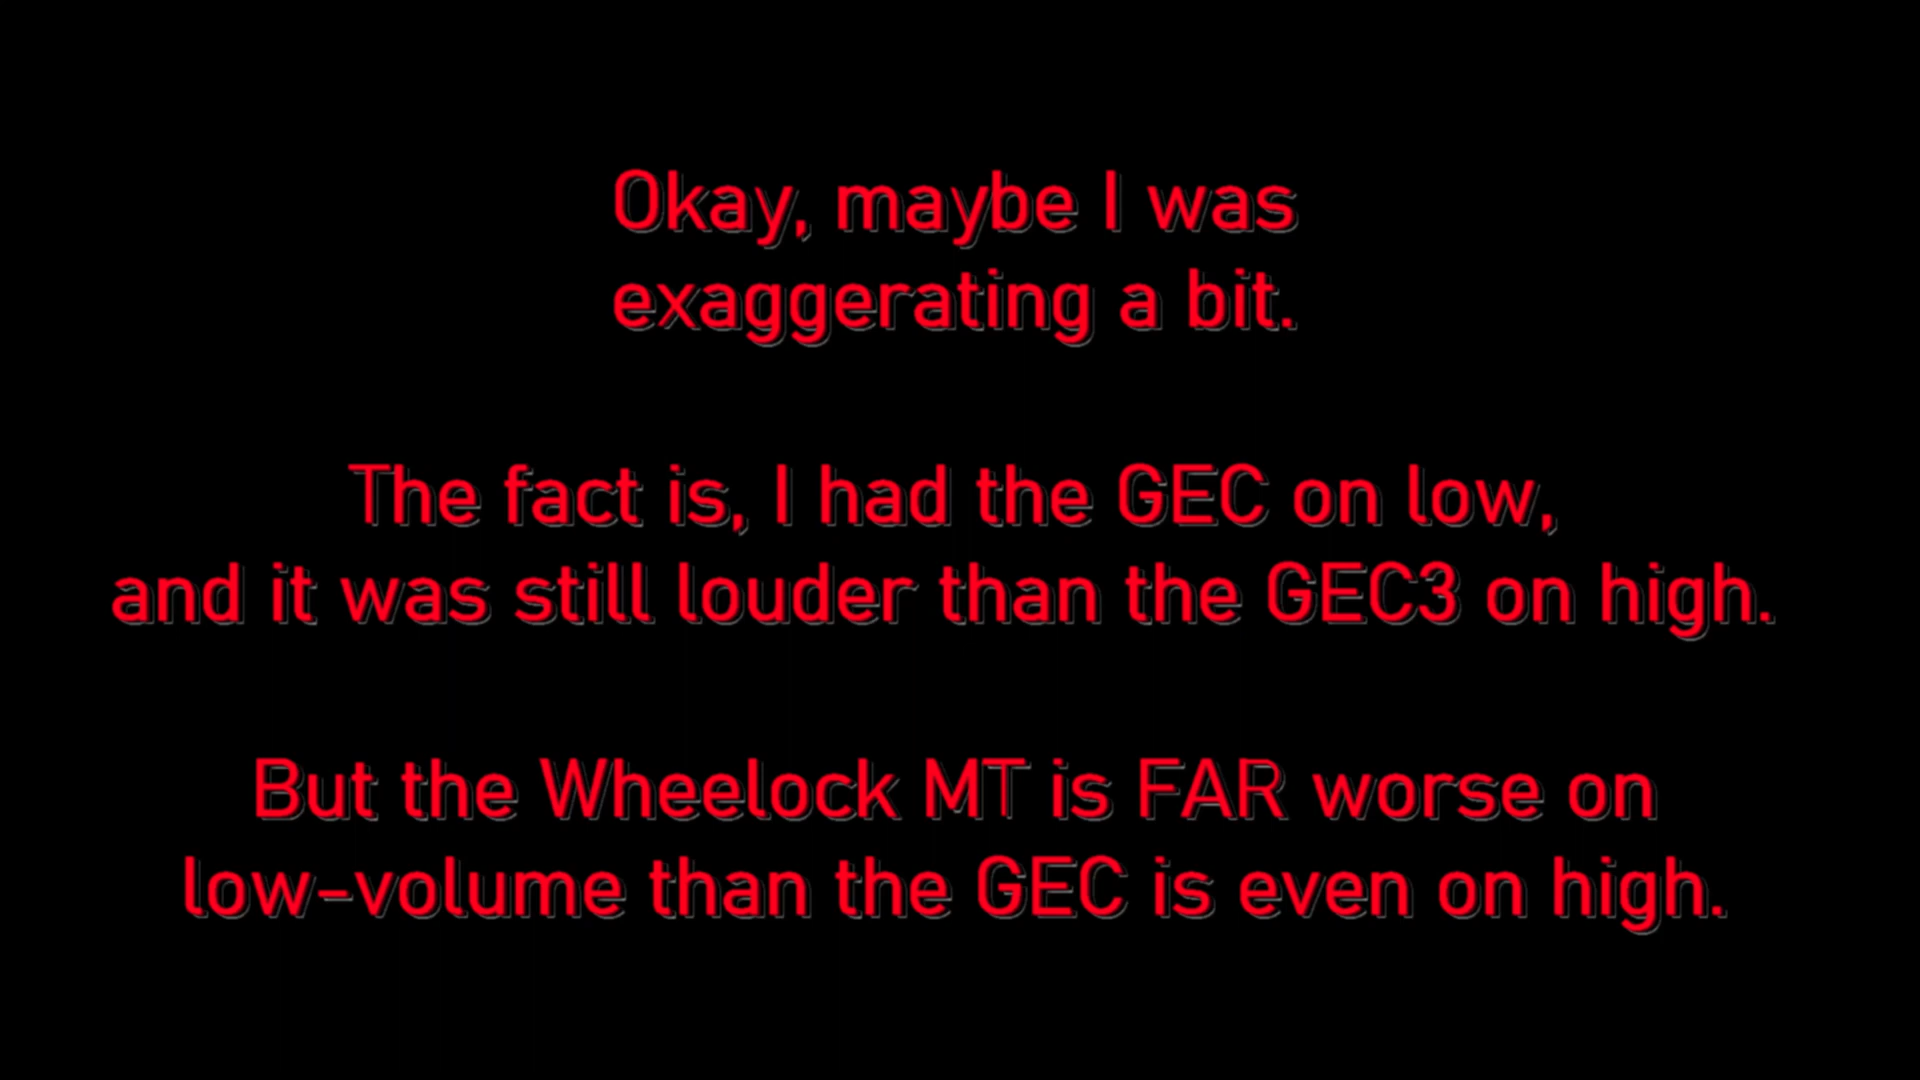 Okay, maybe I was
exaggerating a bit.
The fact is, I had the GEC on low,
and it was still louder than the GEC3 on high.
But the Wheelock MT is FAR worse on
low-volume than the GEC is even on high.